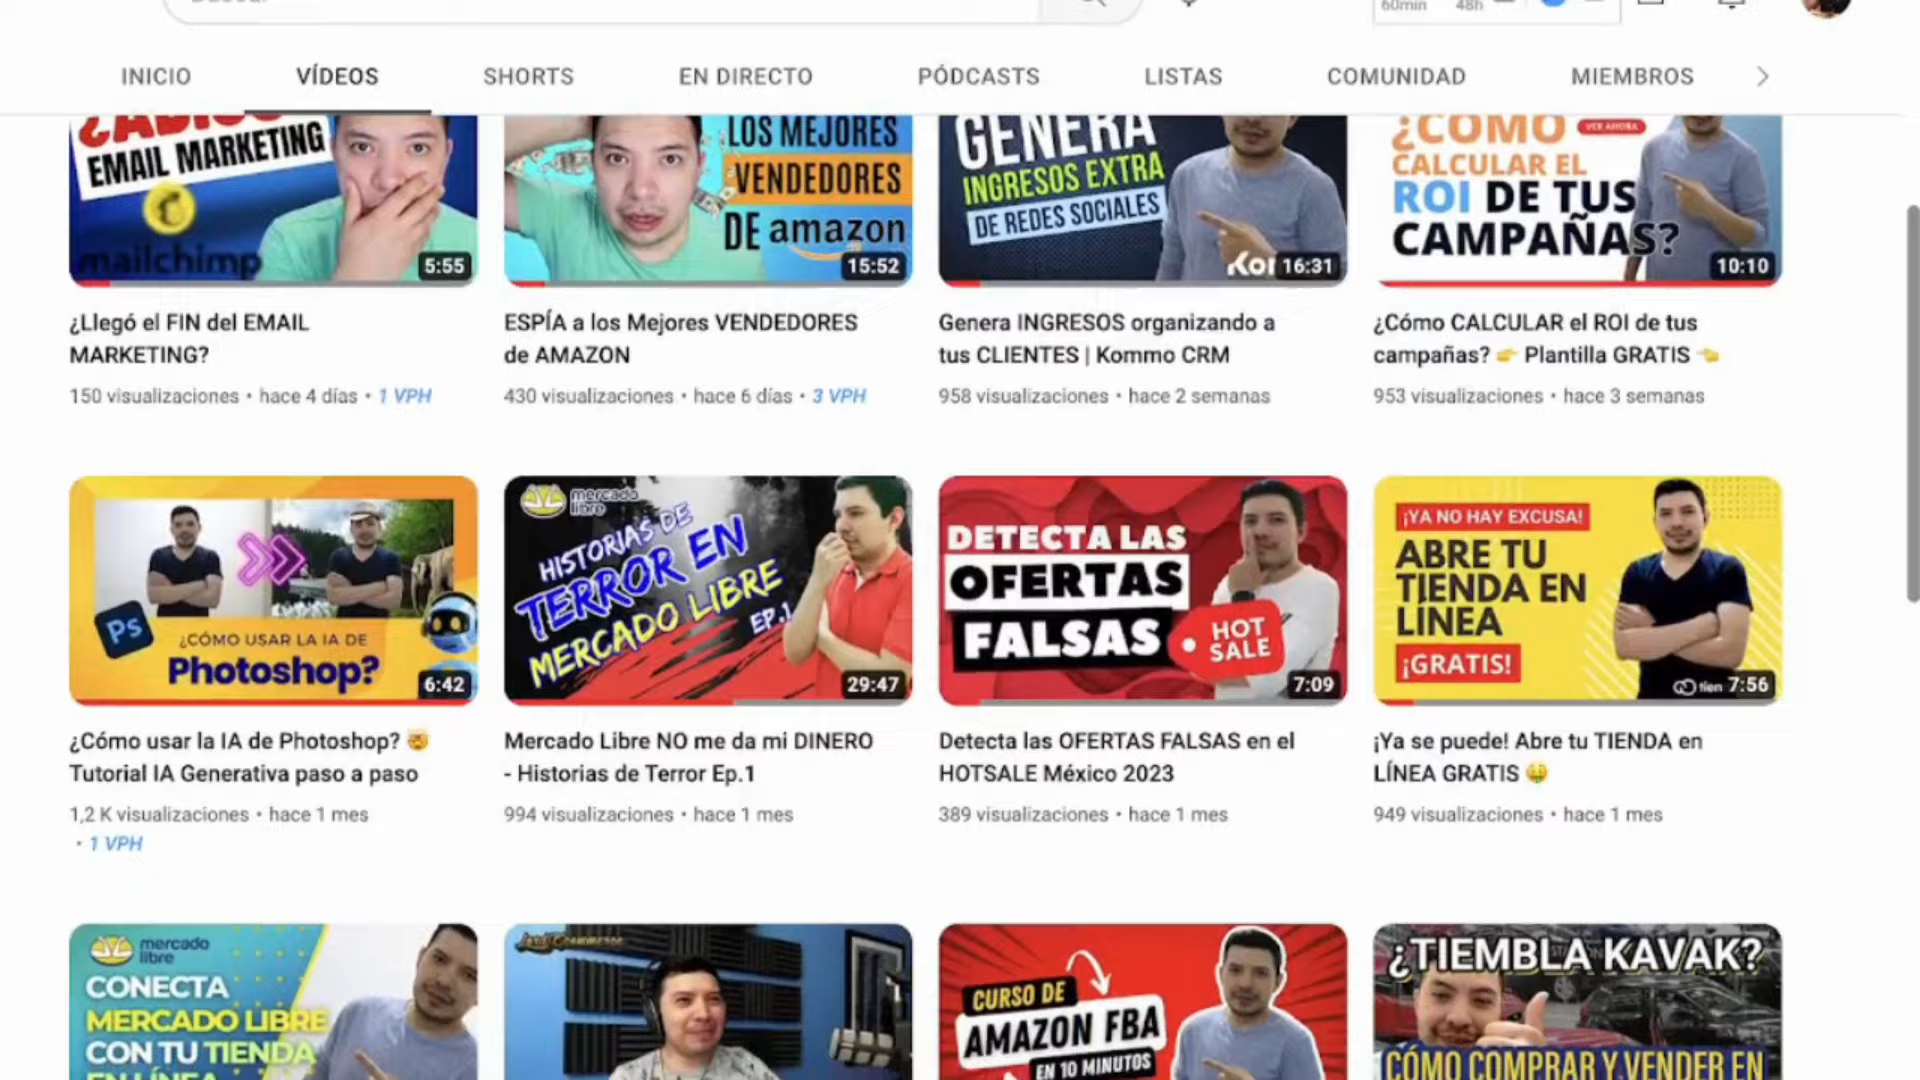 60min 48h
INICIO VÍDEOS SHORTS EN DIRECTO PÓDCASTS LISTAS COMUNIDAD MIEMBROS
EMAIL MARKETING
mailchimp
5:55
LOS MEJORES
VENDEDORES
DE amazon
15:52
GENERA
INGRESOS EXTRA
DE REDES SOCIALES
16:31
¿CÓMO
VER AHORA
CALCULAR EL
ROI DE TUS
CAMPAÑAS?
10:10
¿Llegó el FIN del EMAIL
MARKETING?
150 visualizaciones • hace 4 días • 1 VPH
ESPÍA a los Mejores VENDEDORES
de AMAZON
430 visualizaciones • hace 6 días • 3 VPH
Genera INGRESOS organizando a
tus CLIENTES | Kommo CRM
958 visualizaciones • hace 2 semanas
¿Cómo CALCULAR el ROI de tus
campañas? 👉 Plantilla GRATIS 👈
953 visualizaciones • hace 3 semanas
Ps
¿CÓMO USAR LA IA DE
Photoshop?
6:42
mercado
libre
HISTORIAS DE
TERROR EN
MERCADO LIBRE
EP.1
29:47
DETECTA LAS
OFERTAS
FALSAS
HOT
SALE
7:09
¡YA NO HAY EXCUSA!
ABRE TU
TIENDA EN
LÍNEA
¡GRATIS!
tien
7:56
¿Cómo usar la IA de Photoshop? 🤯
Tutorial IA Generativa paso a paso
1,2 K visualizaciones • hace 1 mes
• 1 VPH
Mercado Libre NO me da mi DINERO
- Historias de Terror Ep.1
994 visualizaciones • hace 1 mes
Detecta las OFERTAS FALSAS en el
HOTSALE México 2023
389 visualizaciones • hace 1 mes
¡Ya se puede! Abre tu TIENDA en
LÍNEA GRATIS 🤑
949 visualizaciones • hace 1 mes
mercado
libre
CONECTA
MERCADO LIBRE
CON TU TIENDA
EN LÍNEA
CURSO DE
AMAZON FBA
EN 10 MINUTOS
¿TIEMBLA KAVAK?
CÓMO COMPRAR Y VENDER EN